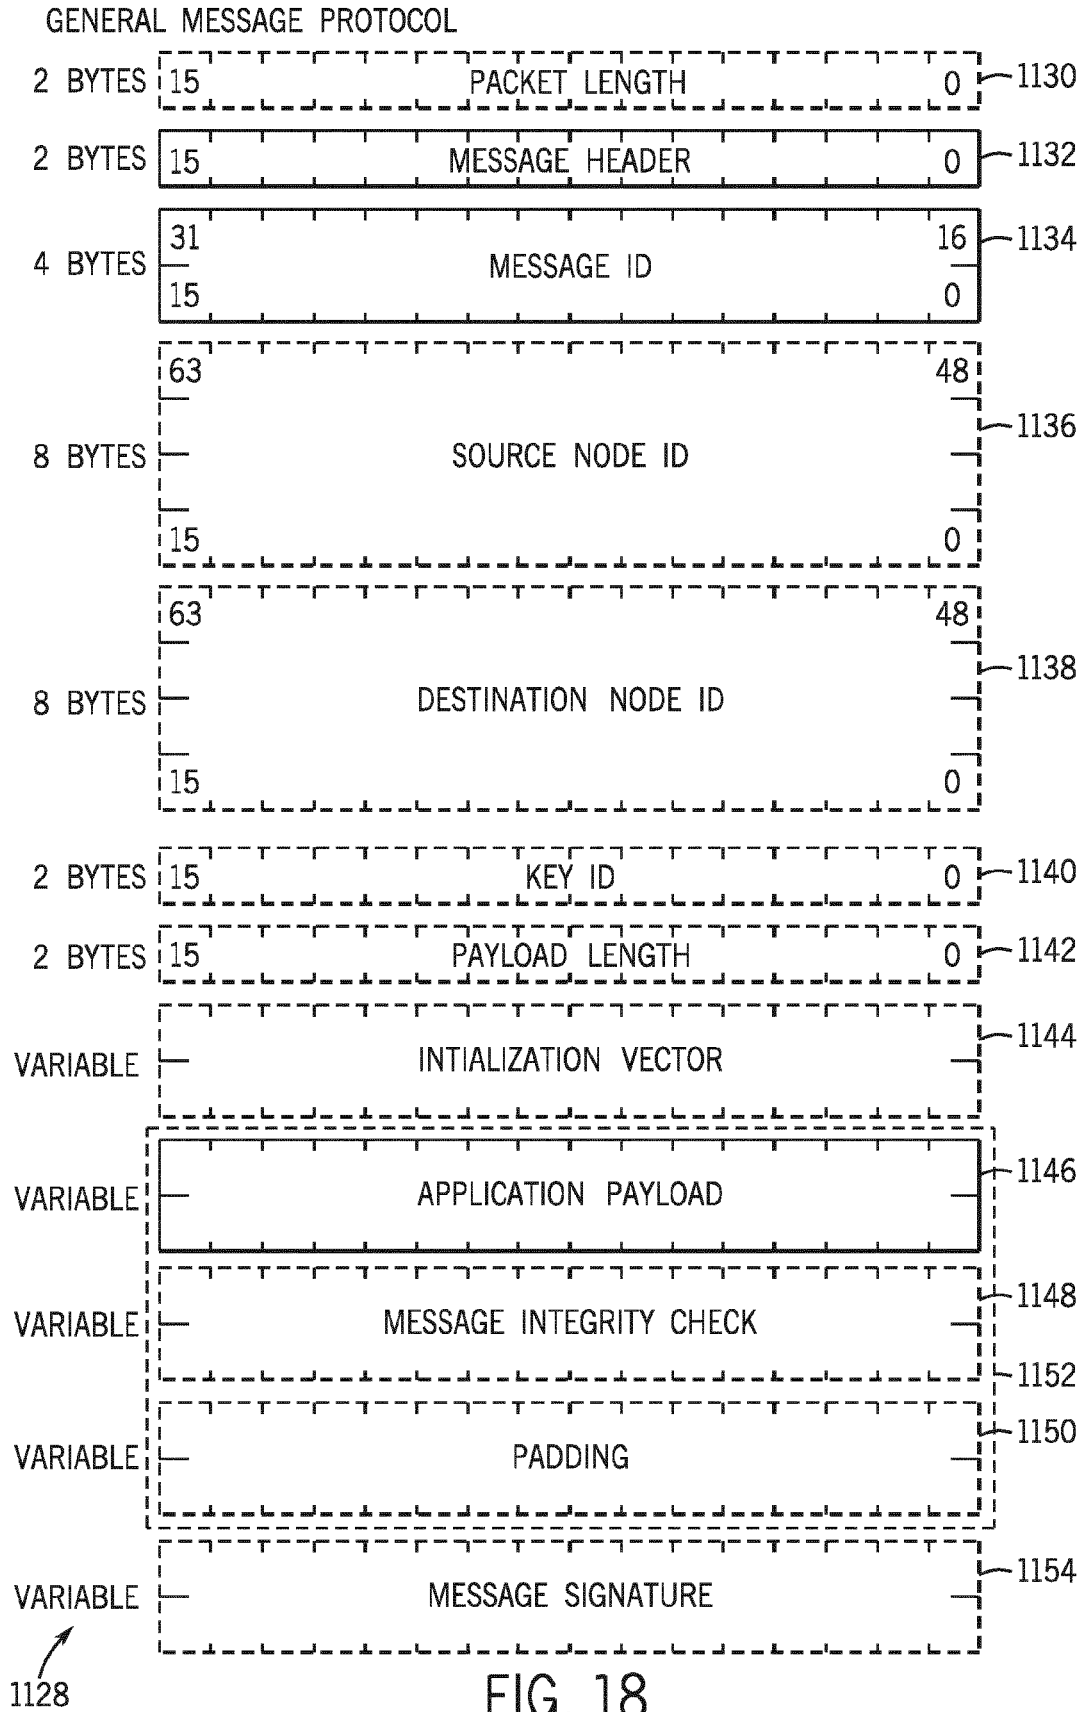 GENERAL MESSAGE PROTOCOL
2 BYTES 15 PACKET LENGTH 0 1130
2 BYTES 15 MESSAGE HEADER 0 1132
31 16 1134
4 BYTES MESSAGE ID
15 0
63 48
1136
8 BYTES SOURCE NODE ID
15 0
63 48
1138
8 BYTES DESTINATION NODE ID
15 0
2 BYTES 15 KEY ID 0 1140
2 BYTES 15 PAYLOAD LENGTH 0 1142
1144
VARIABLE INTIALIZATION VECTOR
1146
VARIABLE APPLICATION PAYLOAD
1148
VARIABLE MESSAGE INTEGRITY CHECK
1152
1150
VARIABLE PADDING
1154
VARIABLE MESSAGE SIGNATURE
1128
FIG 18